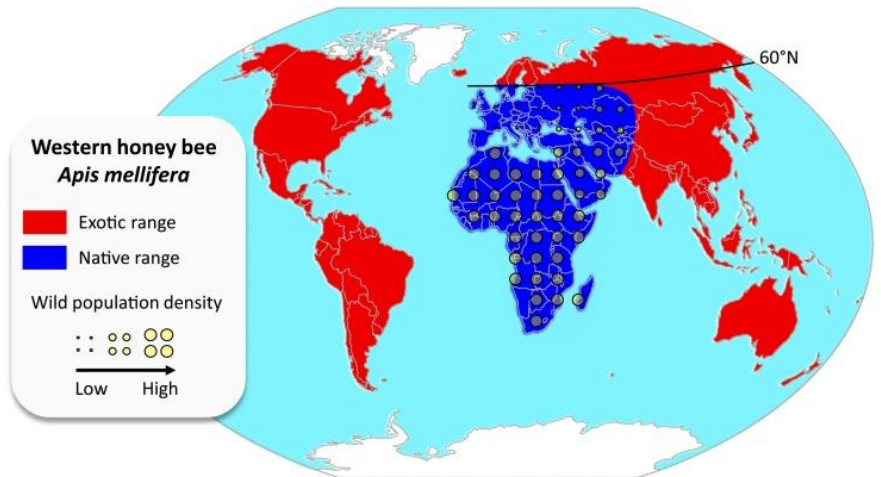 60°N
Western honey bee
Apis mellifera
Exotic range
Native range
Wild population density
Low High